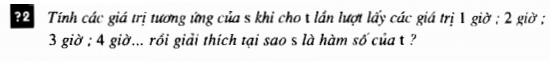 ?2 Tính các giá trị tương ứng của s khi cho t lần lượt lấy các giá trị 1 giờ ; 2 giờ ;
3 giờ ; 4 giờ... rồi giải thích tại sao s là hàm số của t ?